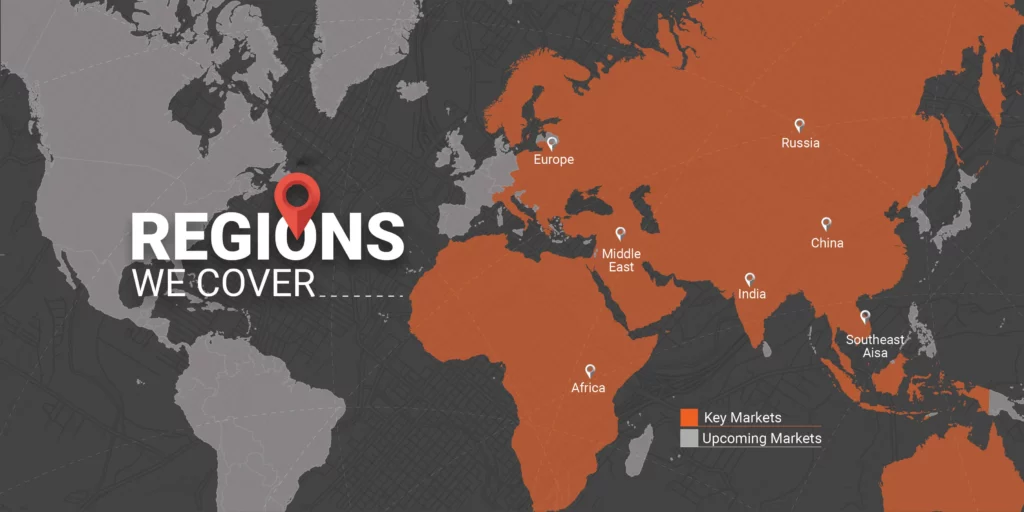 REGIONS
WE COVER
Russia
Europe
China
Middle
East
India
Southeast
Aisa
Africa
Key Markets
Upcoming Markets